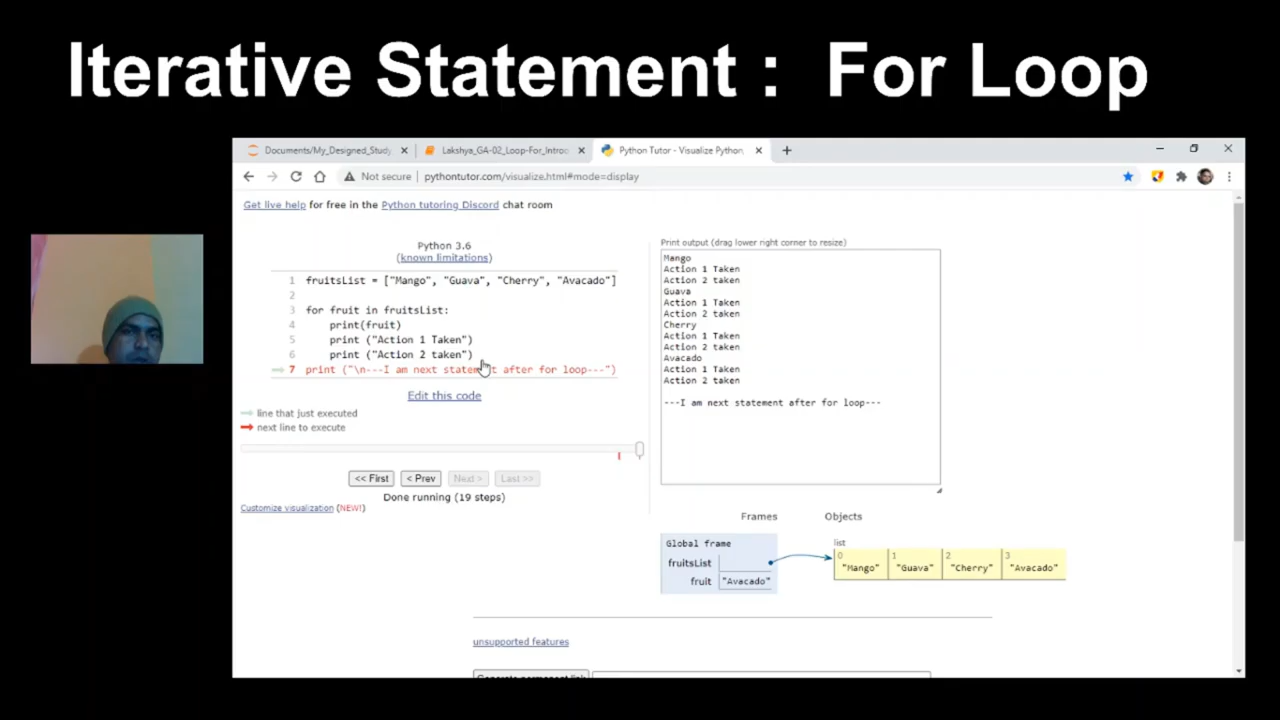 Iterative Statement :  For Loop
Documents/My_Designed_Study
Lakshya_GA-02_Loop-For_Introd
Python Tutor - Visualize Python,
Not secure
pythontutor.com/visualize.html#mode=display
Get live help for free in the Python tutoring Discord chat room
Python 3.6
(known limitations)
1 fruitsList = ["Mango", "Guava", "Cherry", "Avacado"]
2
3 for fruit in fruitsList:
4     print(fruit)
5     print ("Action 1 Taken")
6     print ("Action 2 taken")
7 print ("\n---I am next statement after for loop---")
Edit this code
line that just executed
next line to execute
<< First
< Prev
Next >
Last >>
Done running (19 steps)
Customize visualization (NEW!)
Print output (drag lower right corner to resize)
Mango
Action 1 Taken
Action 2 taken
Guava
Action 1 Taken
Action 2 taken
Cherry
Action 1 Taken
Action 2 taken
Avacado
Action 1 Taken
Action 2 taken
---I am next statement after for loop---
Frames
Objects
Global frame
fruitsList
fruit "Avacado"
list
0 1 2 3
"Mango" "Guava" "Cherry" "Avacado"
unsupported features
Generate permanent link